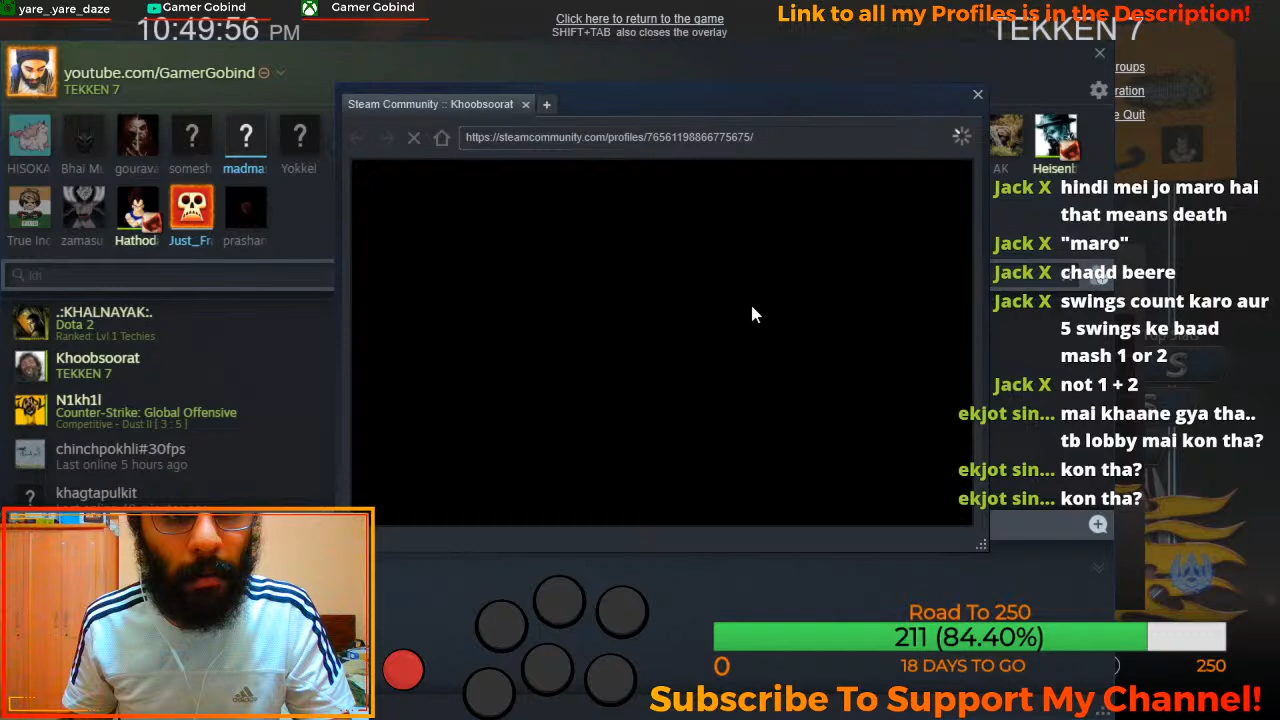 yare_.yare_daze
Gamer Gobind
Gamer Gobind
10:49:56 PM
Click here to return to the game
SHIFT+TAB also closes the overlay
Link to all my Profiles is in the Description!
TEKKEN 7
youtube.com/GamerGobind
TEKKEN 7
HISOKA
Bhai Mu
gourava
somesh
madma
Yokkel
True Inc
zamasu
Hathoda
Just_Fr
prashar
kh
.:KHALNAYAK:.
Dota 2
Ranked: Lvl 1 Techies
Khoobsoorat
TEKKEN 7
N1kh1l
Counter-Strike: Global Offensive
Competitive - Dust II [ 3 : 5 ]
chinchpokhli#30fps
Last online 5 hours ago
khagtapulkit
Steam Community :: Khoobsoorat
https://steamcommunity.com/profiles/76561198866775675/
roups
ration
e Quit
AK
Heisenb
Jack X hindi mei jo maro hai
that means death
Jack X "maro"
Jack X chadd beere
Jack X swings count karo aur
5 swings ke baad
mash 1 or 2
Jack X not 1 + 2
ekjot sin... mai khaane gya tha..
tb lobby mai kon tha?
ekjot sin... kon tha?
ekjot sin... kon tha?
adidas
Road To 250
211 (84.40%)
0 18 DAYS TO GO 250
Subscribe To Support My Channel!